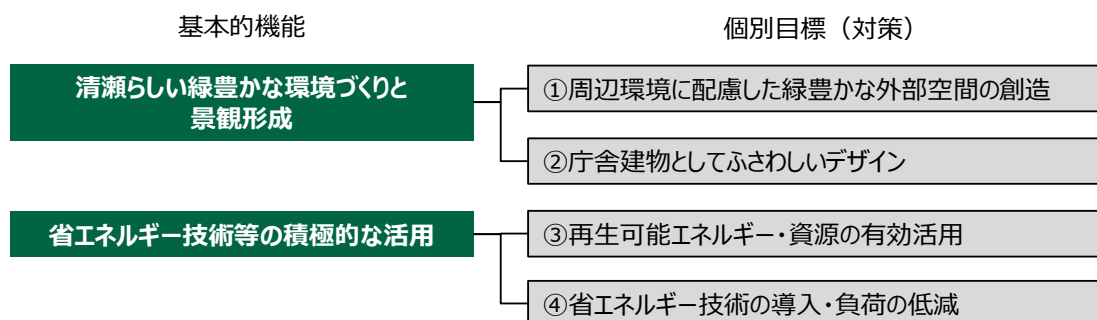 基本的機能
個別目標（対策）
清瀬らしい緑豊かな環境づくりと
景観形成
①周辺環境に配慮した緑豊かな外部空間の創造
②庁舎建物としてふさわしいデザイン
省エネルギー技術等の積極的な活用
③再生可能エネルギー・資源の有効活用
④省エネルギー技術の導入・負荷の低減